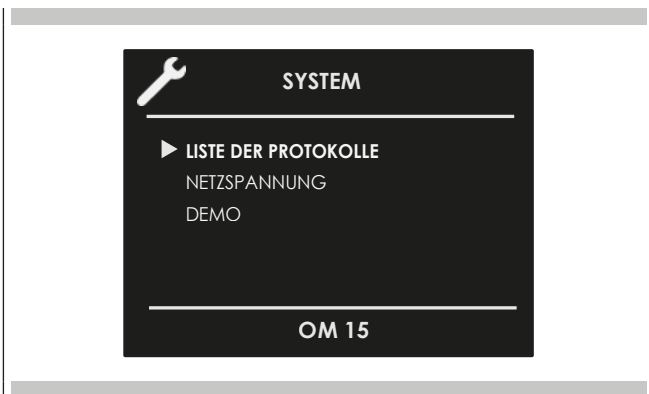 SYSTEM
LISTE DER PROTOKOLLE
NETZSPANNUNG
DEMO
OM 15